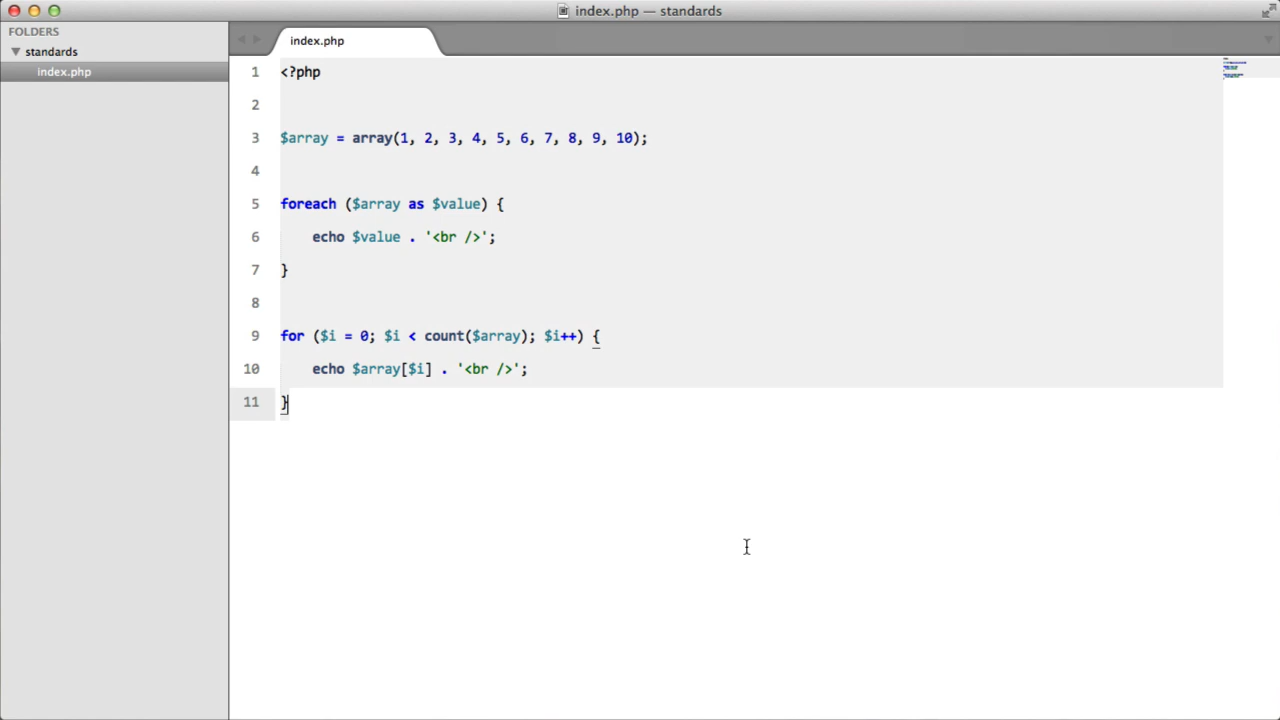 index.php — standards
FOLDERS
standards
index.php
index.php
1 <?php
2
3 $array = array(1, 2, 3, 4, 5, 6, 7, 8, 9, 10);
4
5 foreach ($array as $value) {
6     echo $value . '<br />';
7 }
8
9 for ($i = 0; $i < count($array); $i++) {
10     echo $array[$i] . '<br />';
11 }